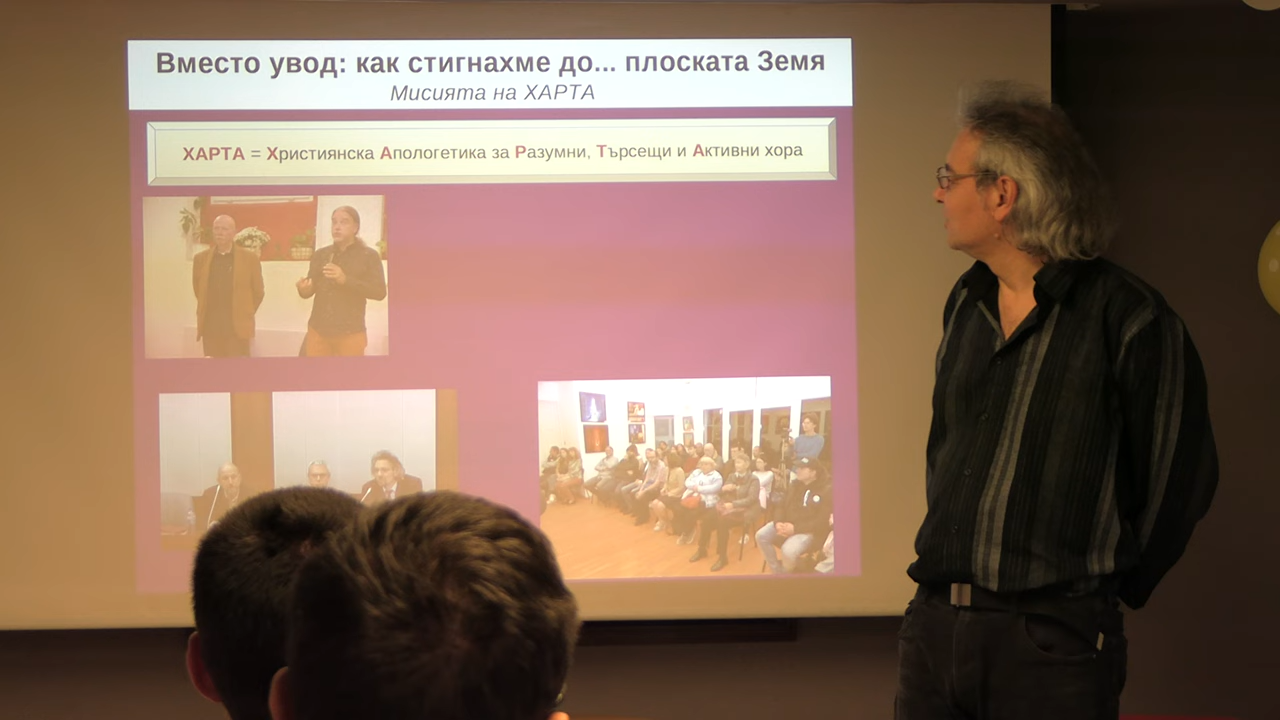 Вместо увод: как стигнахме до... плоската Земя
Мисията на ХАРТА
ХАРТА = Християнска Апологетика за Разумни, Търсещи и Активни хора